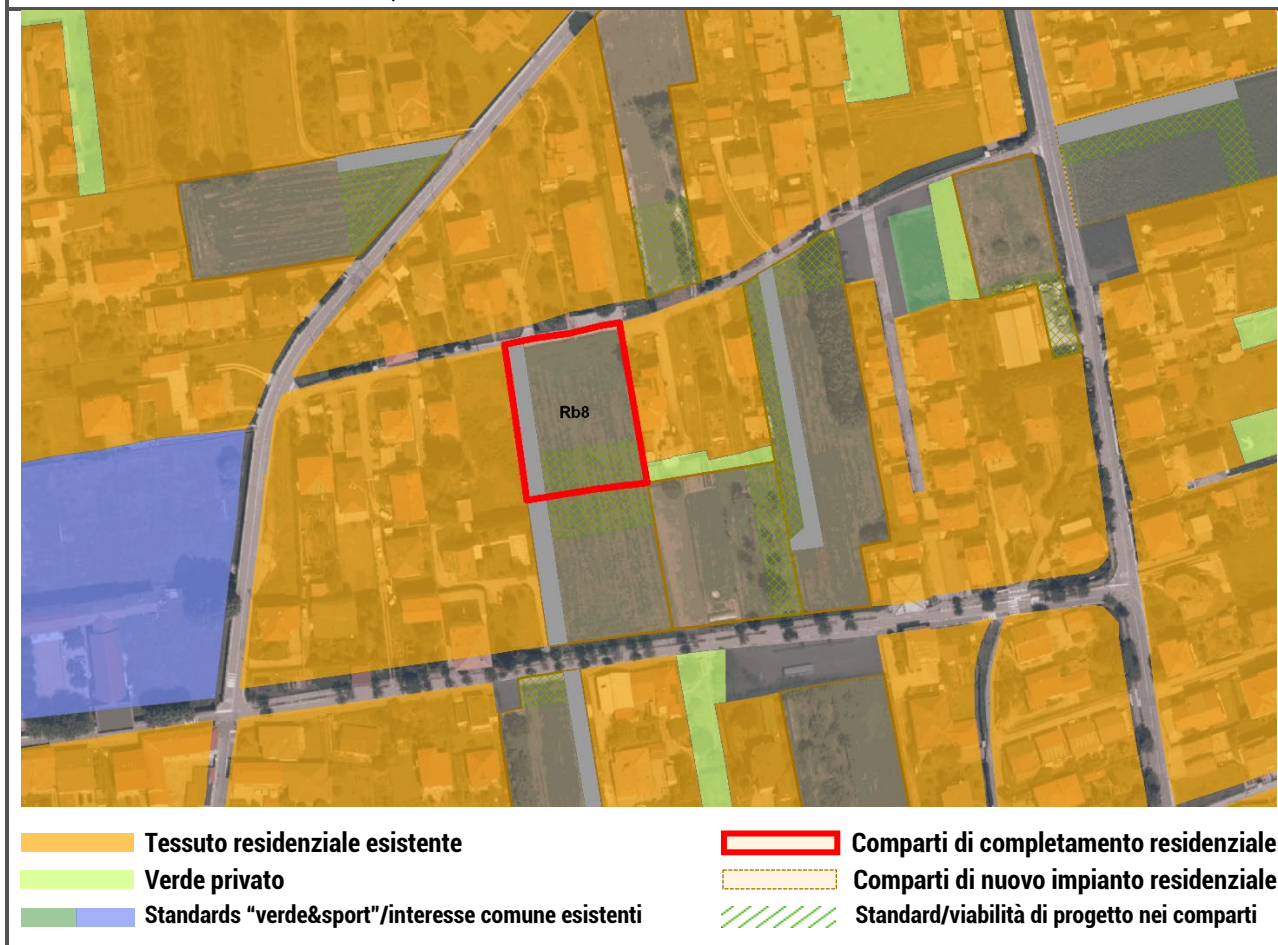 Rb8
Tessuto residenziale esistente
Verde privato
Standards “verde&sport”/interesse comune esistenti
Comparti di completamento residenziale
Comparti di nuovo impianto residenziale
Standard/viabilità di progetto nei comparti